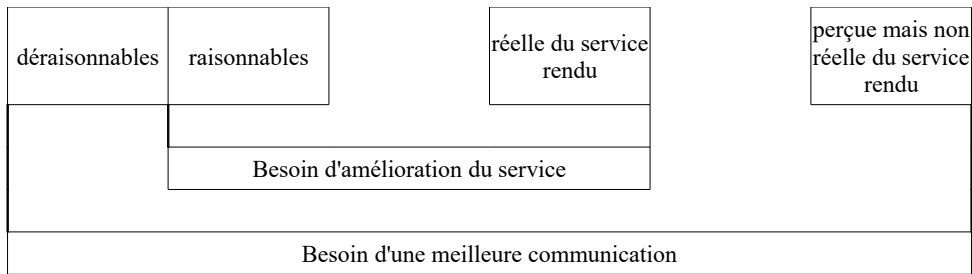 déraisonnables
raisonnables
réelle du service
rendu
perçue mais non
réelle du service
rendu
Besoin d'amélioration du service
Besoin d'une meilleure communication